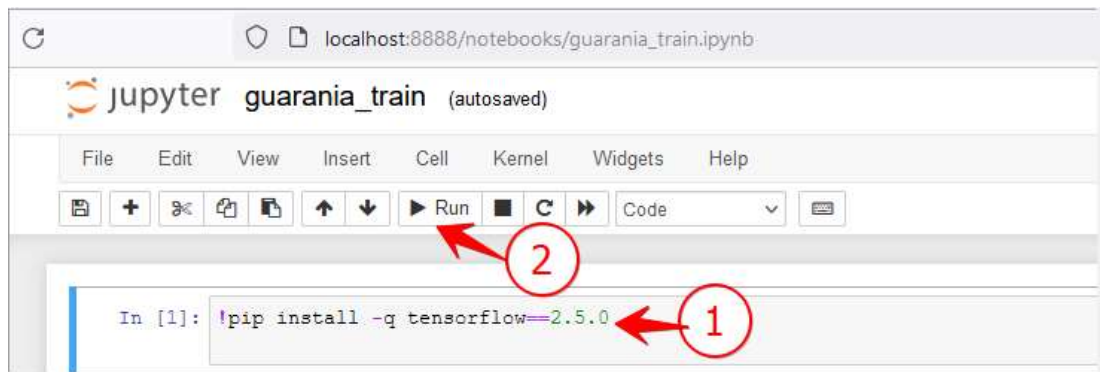 localhost:8888/notebooks/guarania_train.ipynb
jupyter guarania_train (autosaved)
File Edit View Insert Cell Kernel Widgets Help
Run Code
2
In [1]: !pip install -q tensorflow==2.5.0 1